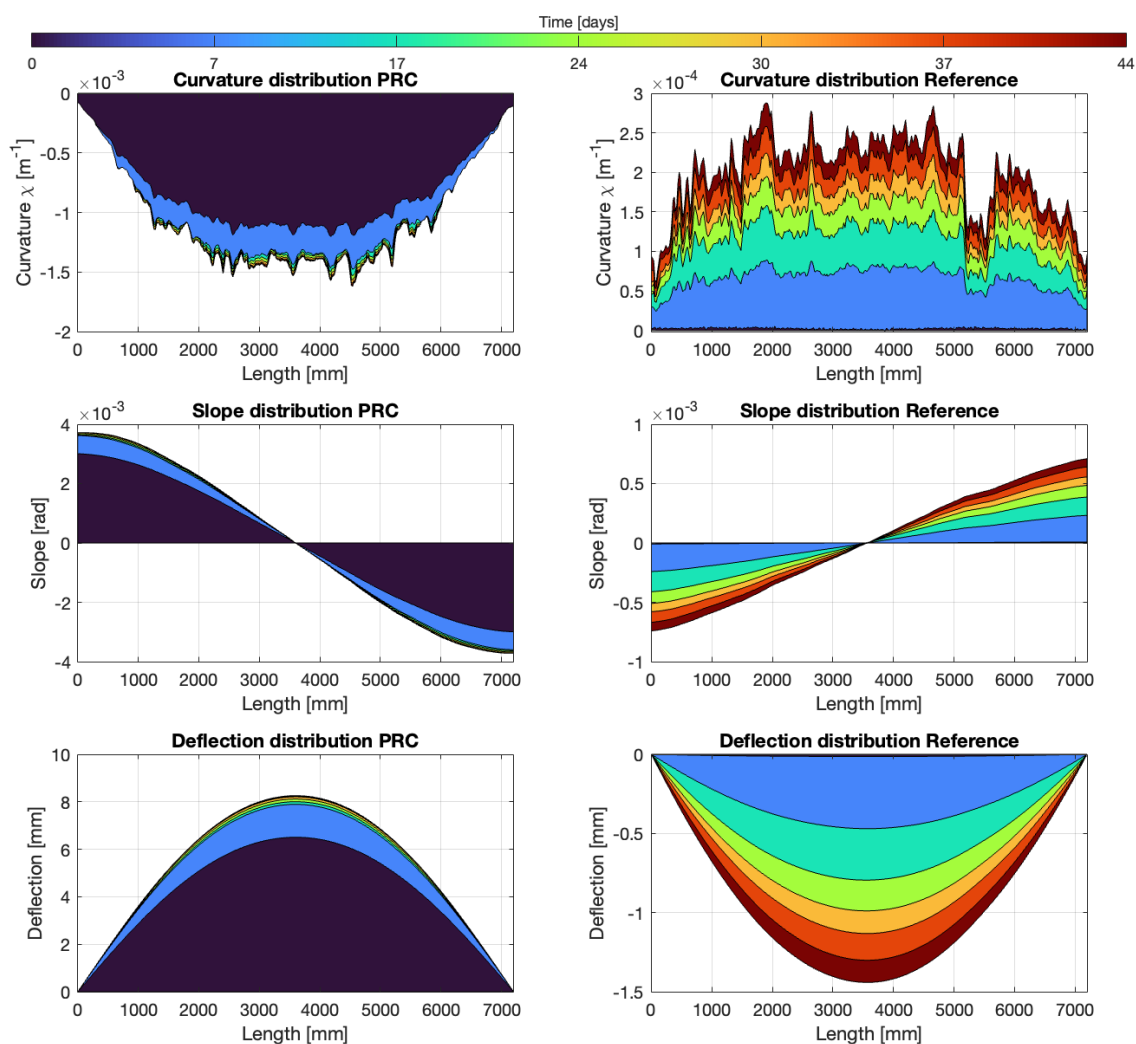 Time [days]
0 7 17 24 30 37 44
Curvature distribution PRC
×10-3
0
-0.5
-1
-1.5
-2
Curvature χ [m-1]
0 1000 2000 3000 4000 5000 6000 7000
Length [mm]
Curvature distribution Reference
×10-4
3
2.5
2
1.5
1
0.5
0
Curvature χ [m-1]
0 1000 2000 3000 4000 5000 6000 7000
Length [mm]
Slope distribution PRC
×10-3
4
2
0
-2
-4
Slope [rad]
0 1000 2000 3000 4000 5000 6000 7000
Length [mm]
Slope distribution Reference
×10-3
1
0.5
0
-0.5
-1
Slope [rad]
0 1000 2000 3000 4000 5000 6000 7000
Length [mm]
Deflection distribution PRC
10
8
6
4
2
0
Deflection [mm]
0 1000 2000 3000 4000 5000 6000 7000
Length [mm]
Deflection distribution Reference
0
-0.5
-1
-1.5
Deflection [mm]
0 1000 2000 3000 4000 5000 6000 7000
Length [mm]